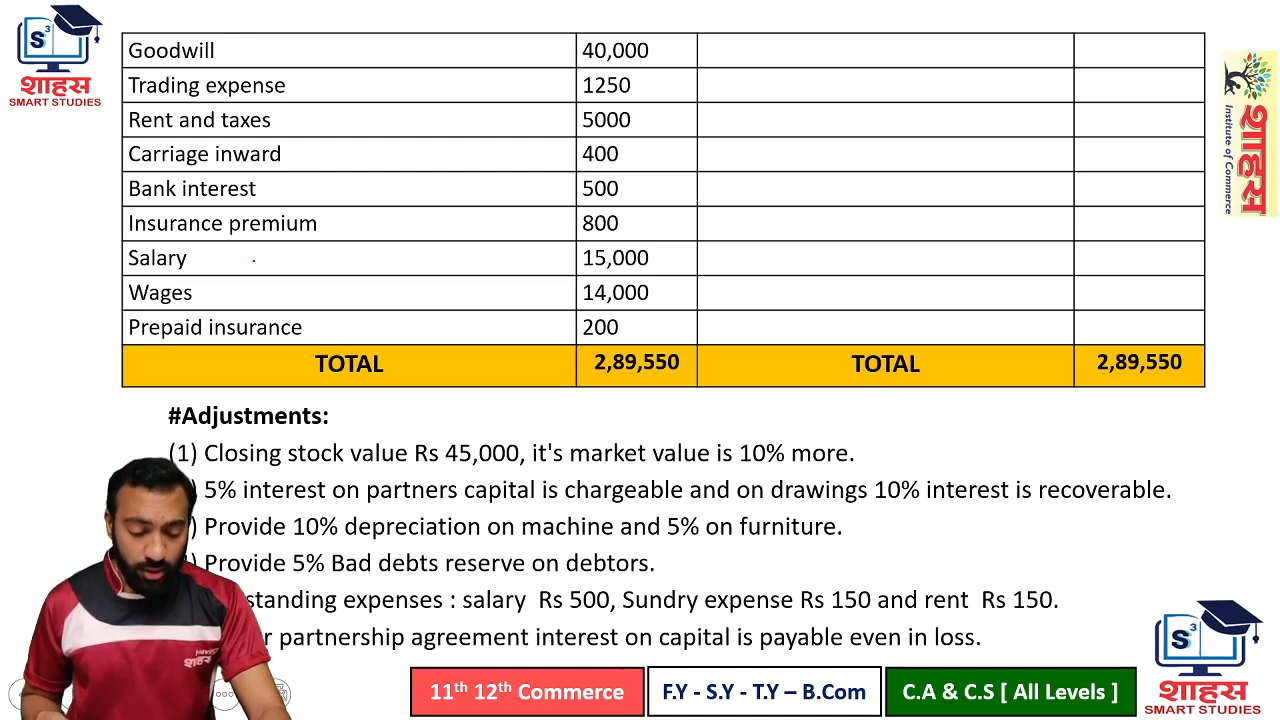 S³
शाहस
SMART STUDIES
Goodwill 40,000
Trading expense 1250
Rent and taxes 5000
Carriage inward 400
Bank interest 500
Insurance premium 800
Salary 15,000
Wages 14,000
Prepaid insurance 200
TOTAL 2,89,550 TOTAL 2,89,550
शाहस
Institute of Commerce
#Adjustments:
(1) Closing stock value Rs 45,000, it's market value is 10% more.
) 5% interest on partners capital is chargeable and on drawings 10% interest is recoverable.
) Provide 10% depreciation on machine and 5% on furniture.
) Provide 5% Bad debts reserve on debtors.
standing expenses : salary Rs 500, Sundry expense Rs 150 and rent Rs 150.
r partnership agreement interest on capital is payable even in loss.
शाहस
11th 12th Commerce
F.Y - S.Y - T.Y – B.Com
C.A & C.S [ All Levels ]
S³
शाहस
SMART STUDIES